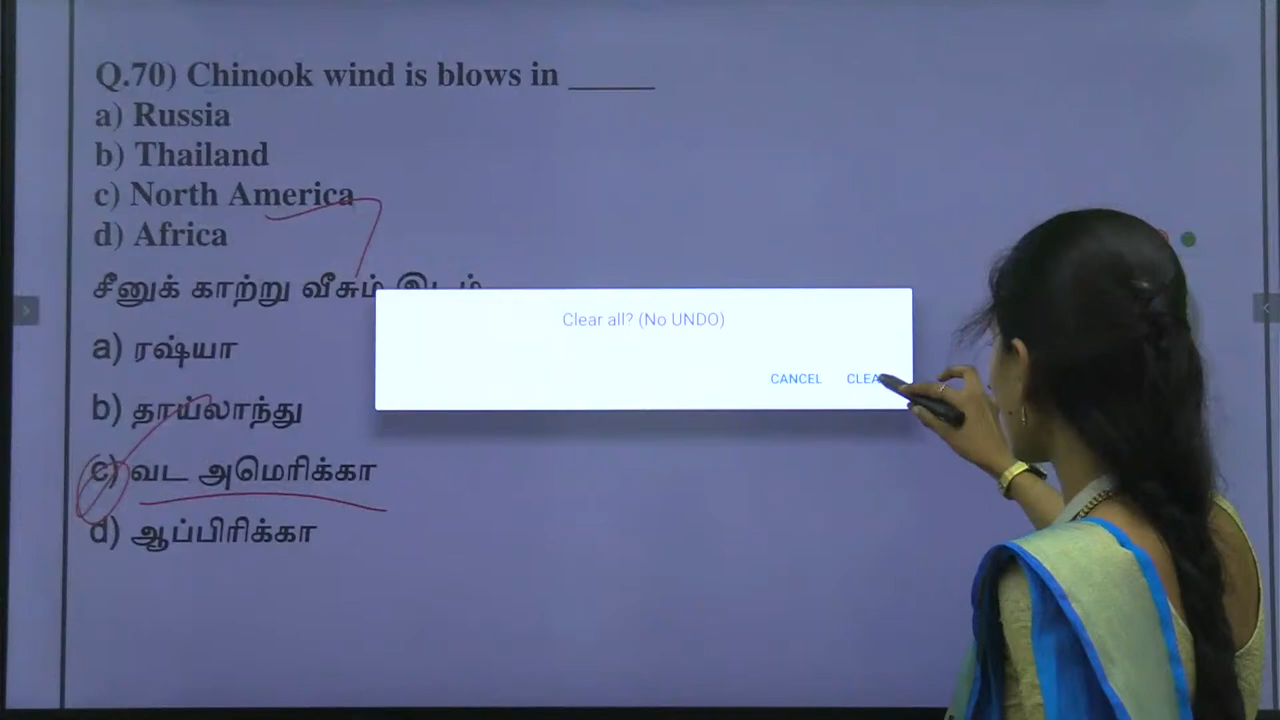 Q.70) Chinook wind is blows in _____
a) Russia
b) Thailand
c) North America
d) Africa
சீனுக் காற்று வீசும் இடம்
Clear all? (No UNDO)
a) ரஷ்யா
CANCEL CLEA
b) தாய்லாந்து
c) வட அமெரிக்கா
d) ஆப்பிரிக்கா